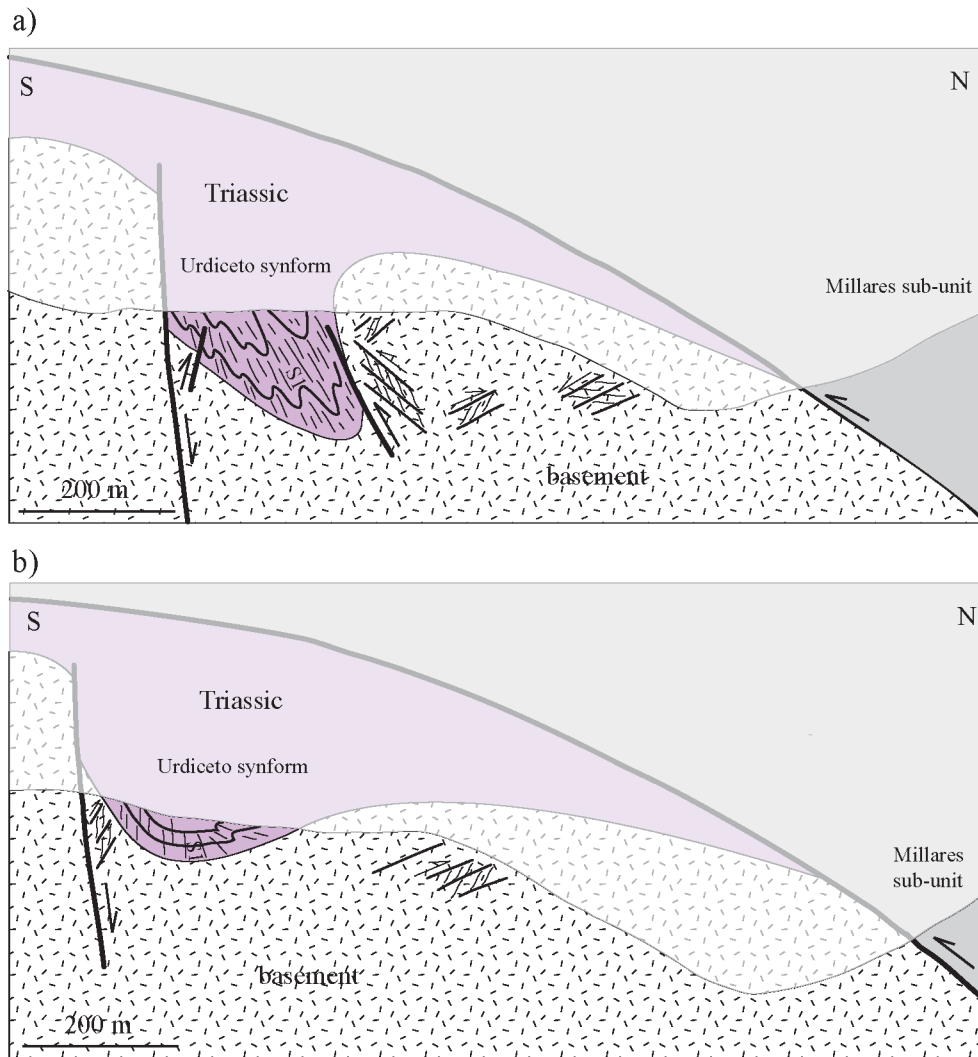 a)
S
N
Triassic
Urdiceto synform
Millares sub-unit
S1
basement
200 m
b)
S
N
Triassic
Urdiceto synform
Millares
sub-unit
S1
basement
200 m